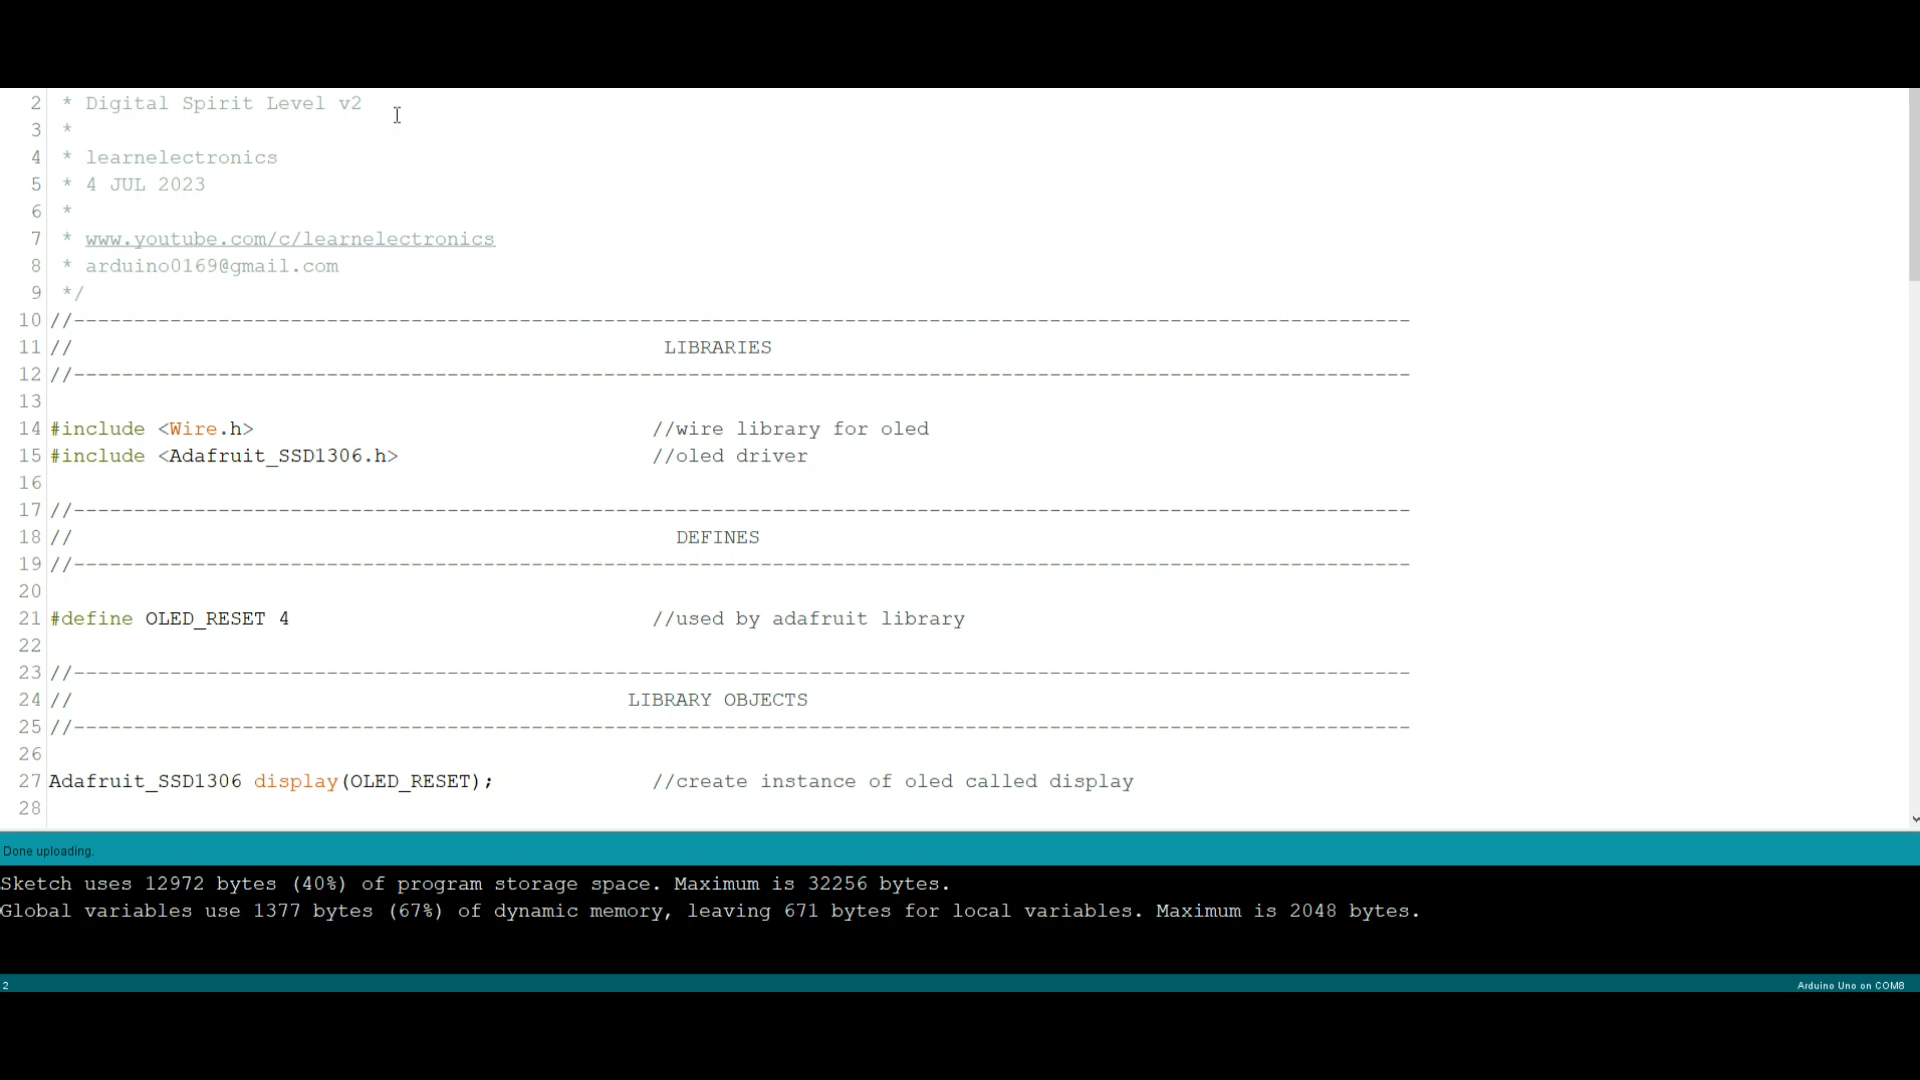 2 * Digital Spirit Level v2
3 *
4 * learnelectronics
5 * 4 JUL 2023
6 *
7 * www.youtube.com/c/learnelectronics
8 * arduino0169@gmail.com
9 */
10 //---------------------------------------------------------------------------------------------------------------
11 // LIBRARIES
12 //---------------------------------------------------------------------------------------------------------------
13
14 #include <Wire.h> //wire library for oled
15 #include <Adafruit_SSD1306.h> //oled driver
16
17 //---------------------------------------------------------------------------------------------------------------
18 // DEFINES
19 //---------------------------------------------------------------------------------------------------------------
20
21 #define OLED_RESET 4 //used by adafruit library
22
23 //---------------------------------------------------------------------------------------------------------------
24 // LIBRARY OBJECTS
25 //---------------------------------------------------------------------------------------------------------------
26
27 Adafruit_SSD1306 display(OLED_RESET); //create instance of oled called display
28
Done uploading.
Sketch uses 12972 bytes (40%) of program storage space. Maximum is 32256 bytes.
Global variables use 1377 bytes (67%) of dynamic memory, leaving 671 bytes for local variables. Maximum is 2048 bytes.
2 Arduino Uno on COM8